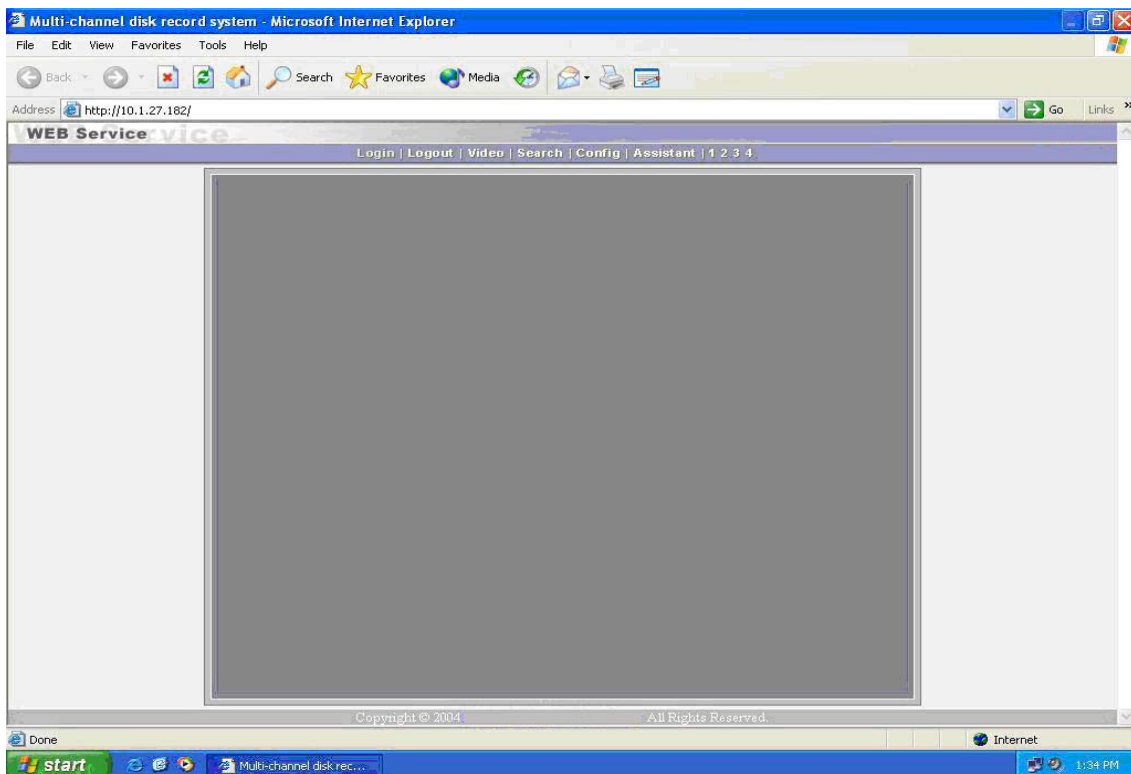 Multi-channel disk record system - Microsoft Internet Explorer
File Edit View Favorites Tools Help
Back Search Favorites Media
Address http://10.1.27.182/ Go Links »
WEB Service
Login | Logout | Video | Search | Config | Assistant | 1 2 3 4
Copyright © 2004 All Rights Reserved.
Done Internet
start Multi-channel disk rec... 1:34 PM